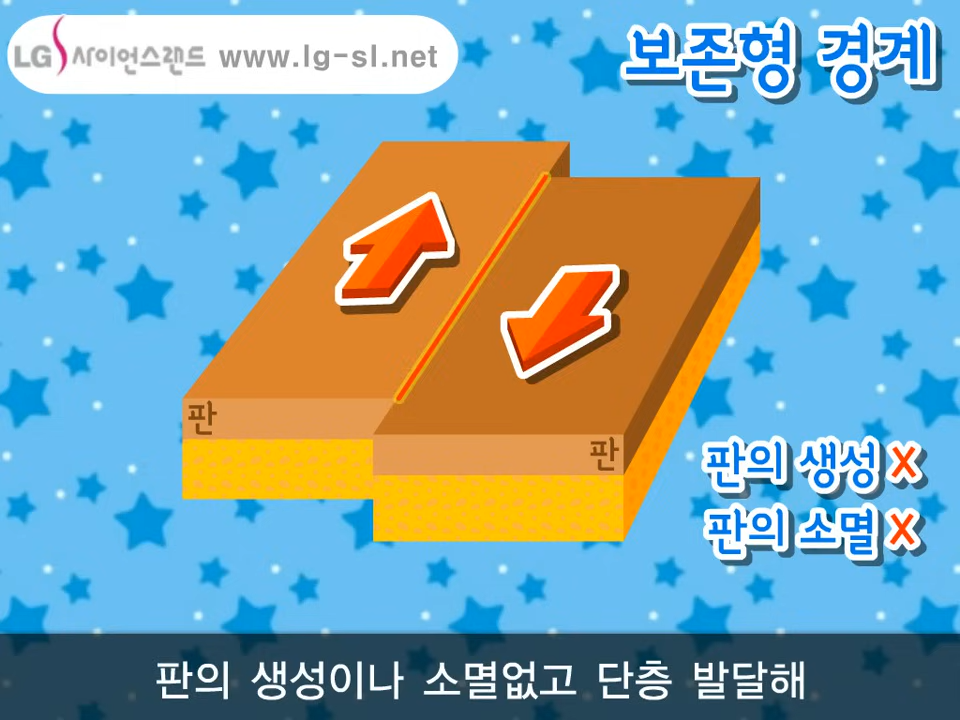 LG사이언스랜드 www.lg-sl.net
보존형 경계
판
판
판의 생성 X
판의 소멸 X
판의 생성이나 소멸없고 단층 발달해